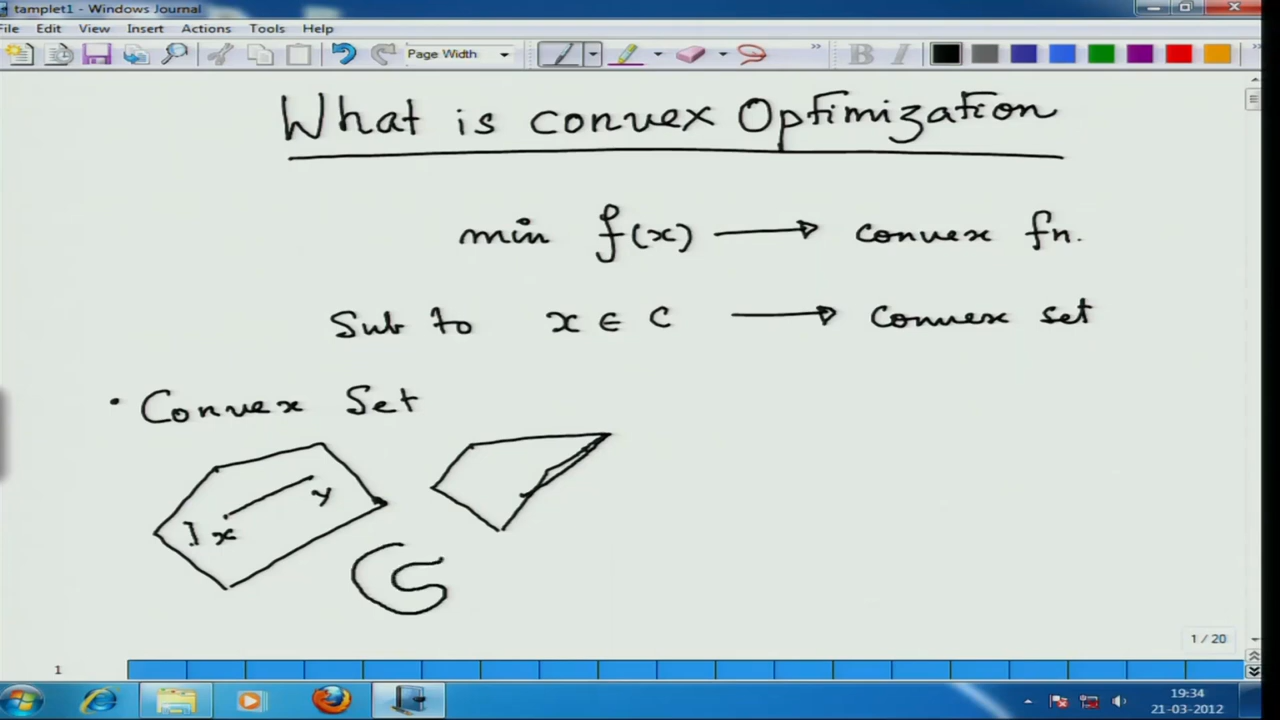 tamplet1 - Windows Journal
File Edit View Insert Actions Tools Help
Page Width B I
What is convex Optimization
min f(x) → convex fn.
Sub to x ∈ C → convex set
• Convex Set
x y
1 / 20
1
19:34
21-03-2012